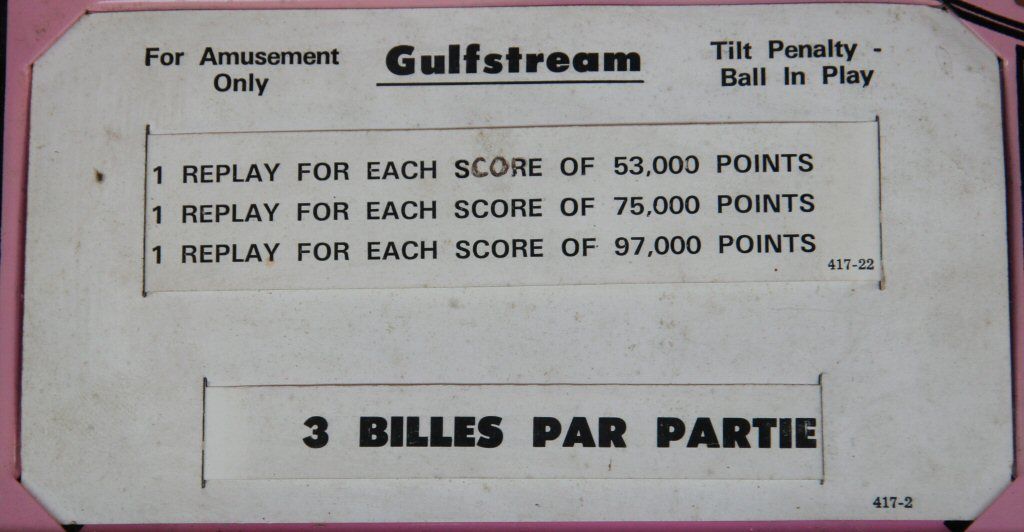 For Amusement Only
Gulfstream
Tilt Penalty - Ball In Play
1 REPLAY FOR EACH SCORE OF 53,000 POINTS
1 REPLAY FOR EACH SCORE OF 75,000 POINTS
1 REPLAY FOR EACH SCORE OF 97,000 POINTS
417-22
3 BILLES PAR PARTIE
417-2